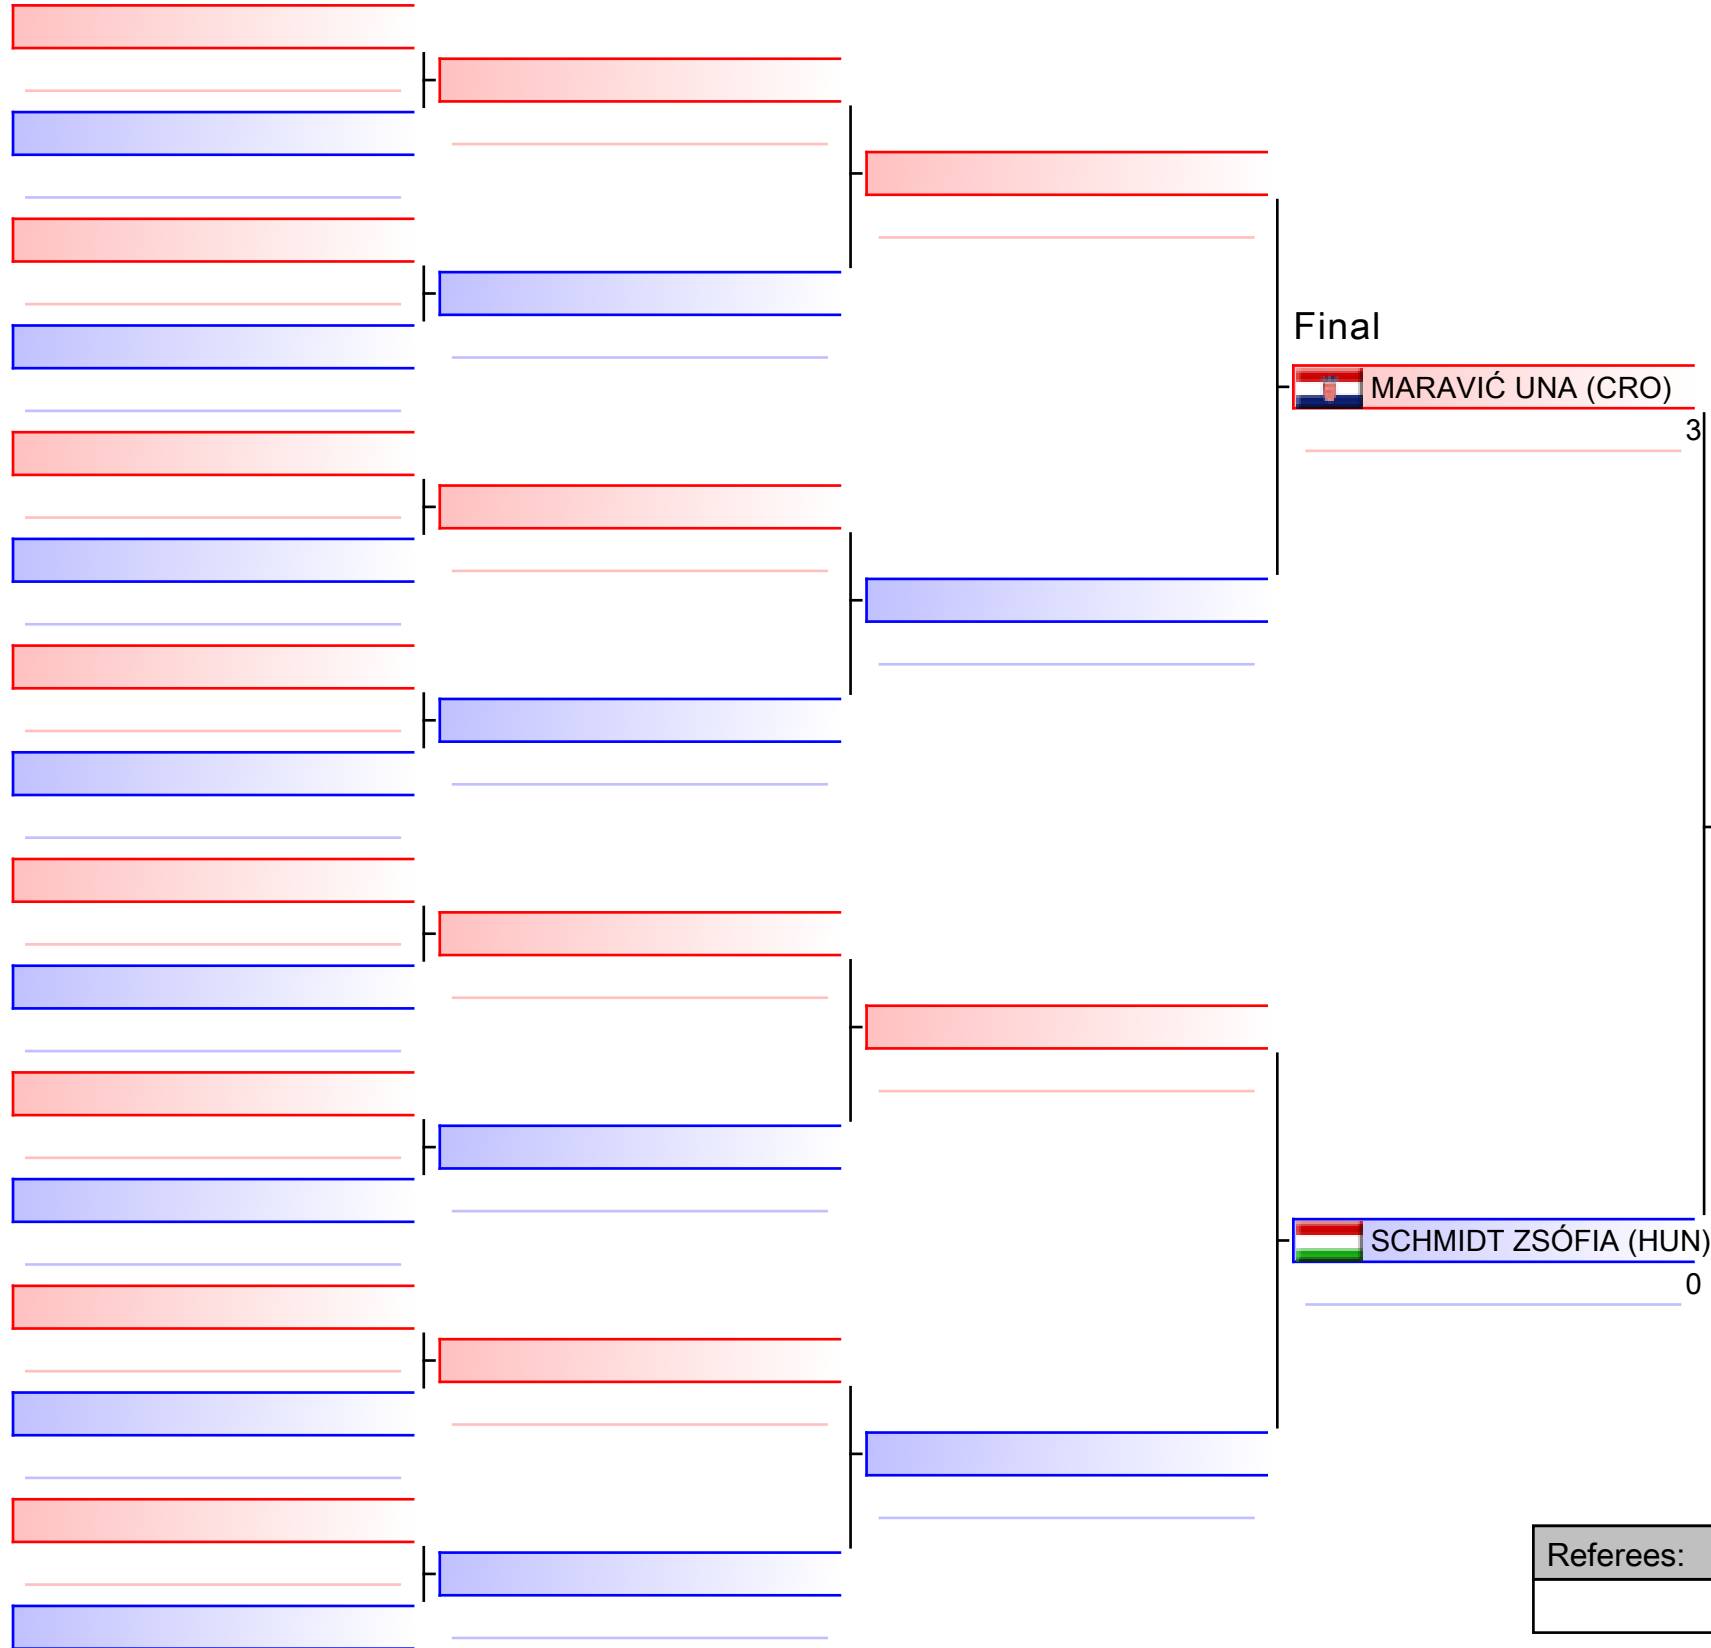 Final
MARAVIĆ UNA (CRO)
3
SCHMIDT ZSÓFIA (HUN)
0
Referees: